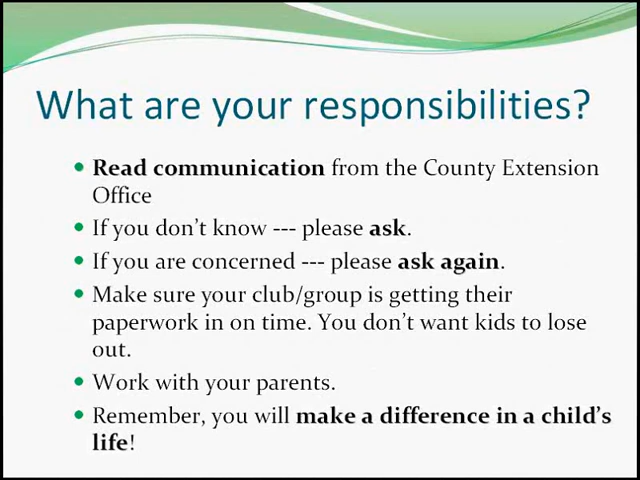 What are your responsibilities?
Read communication from the County Extension
Office
If you don't know --- please ask.
If you are concerned --- please ask again.
Make sure your club/group is getting their
paperwork in on time. You don't want kids to lose
out.
Work with your parents.
Remember, you will make a difference in a child's
life!